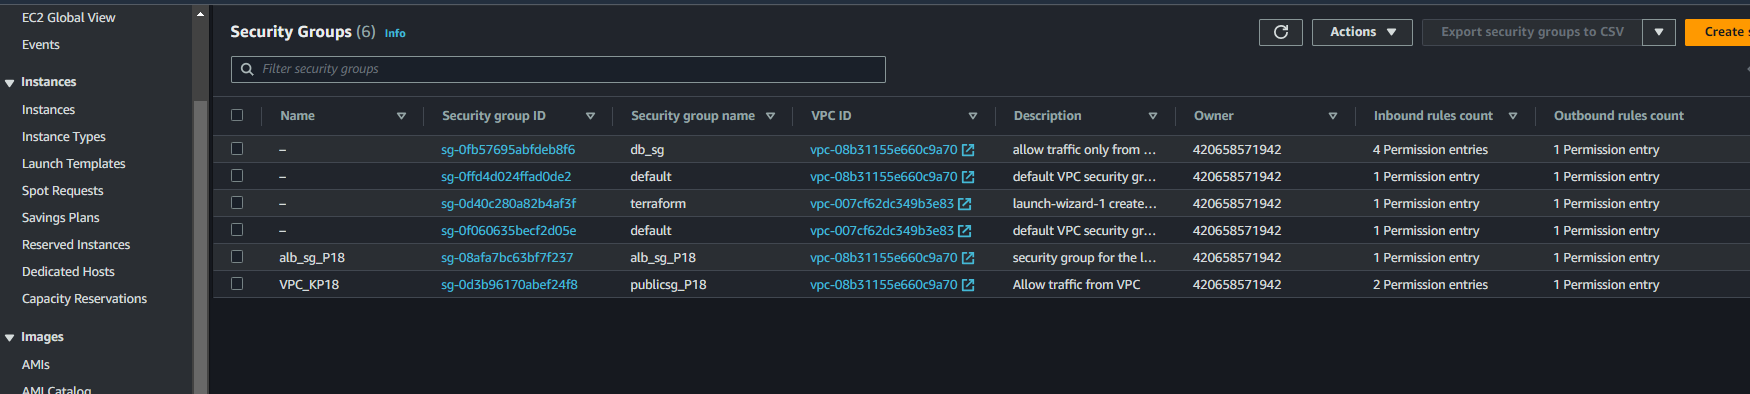 EC2 Global View
Events
Instances
Instances
Instance Types
Launch Templates
Spot Requests
Savings Plans
Reserved Instances
Dedicated Hosts
Capacity Reservations
Images
AMIs
AMI Catalog
Security Groups (6) Info
Actions
Export security groups to CSV
Create s
Filter security groups
Name Security group ID Security group name VPC ID Description Owner Inbound rules count Outbound rules count
– sg-0fb57695abfdeb8f6 db_sg vpc-08b31155e660c9a70 allow traffic only from ... 420658571942 4 Permission entries 1 Permission entry
– sg-0ffd4d024ffad0de2 default vpc-08b31155e660c9a70 default VPC security gr... 420658571942 1 Permission entry 1 Permission entry
– sg-0d40c280a82b4af3f terraform vpc-007cf62dc349b3e83 launch-wizard-1 create... 420658571942 1 Permission entry 1 Permission entry
– sg-0f060635becf2d05e default vpc-007cf62dc349b3e83 default VPC security gr... 420658571942 1 Permission entry 1 Permission entry
alb_sg_P18 sg-08afa7bc63bf7f237 alb_sg_P18 vpc-08b31155e660c9a70 security group for the l... 420658571942 1 Permission entry 1 Permission entry
VPC_KP18 sg-0d3b96170abef24f8 publicsg_P18 vpc-08b31155e660c9a70 Allow traffic from VPC 420658571942 2 Permission entries 1 Permission entry